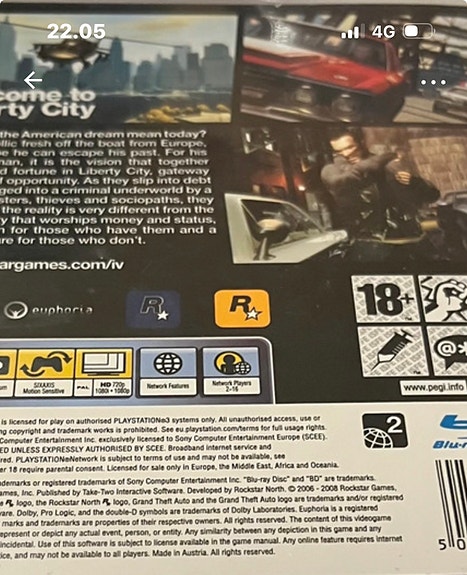 22.05
4G
come to
rty City
the American dream mean today?
llic fresh off the boat from Europe,
he can escape his past. For his
man, it is the vision that together
d fortune in Liberty City, gateway
f opportunity. As they slip into debt
ged into a criminal underworld by a
sters, thieves and sociopaths, they
the reality is very different from the
y that worships money and status,
n for those who have them and a
re for those who don't.
argames.com/iv
euphoria
R
R
18+
@
SIXAXIS
Motion Sensitive
PAL
HD 720p
1080i • 1080p
Network Features
Network Players
2-16
www.pegi.info
is licensed for play on authorised PLAYSTATION®3 systems only. All unauthorised access, use or
ng copyright and trademark works is prohibited. See eu.playstation.com/terms for full usage rights.
Computer Entertainment Inc. exclusively licensed to Sony Computer Entertainment Europe (SCEE).
ED UNLESS EXPRESSLY AUTHORISED BY SCEE. Broadband internet service and
ired. PLAYSTATION®Network is subject to terms of use and may not be available, see
er 18 require parental consent. Licensed for sale only in Europe, the Middle East, Africa and Oceania.
2
Blu-r
demarks or registered trademarks of Sony Computer Entertainment Inc. "Blu-ray Disc" and "BD" are trademarks.
ames, Inc. Published by Take-Two Interactive Software. Developed by Rockstar North. © 2006 - 2008 Rockstar Games,
logo, the Rockstar North logo, Grand Theft Auto and the Grand Theft Auto logo are trademarks and/or registered
ware. Dolby, Pro Logic, and the double-D symbols are trademarks of Dolby Laboratories. Euphoria is a registered
marks and trademarks are properties of their respective owners. All rights reserved. The content of this videogame
epresent or depict any actual event, person, or entity. Any similarity between any depiction in this game and any
incidental. Use of this software is subject to license available in the game manual. Any online feature requires internet
ice, and may not be available to all players. Made in Austria. All rights reserved.
5